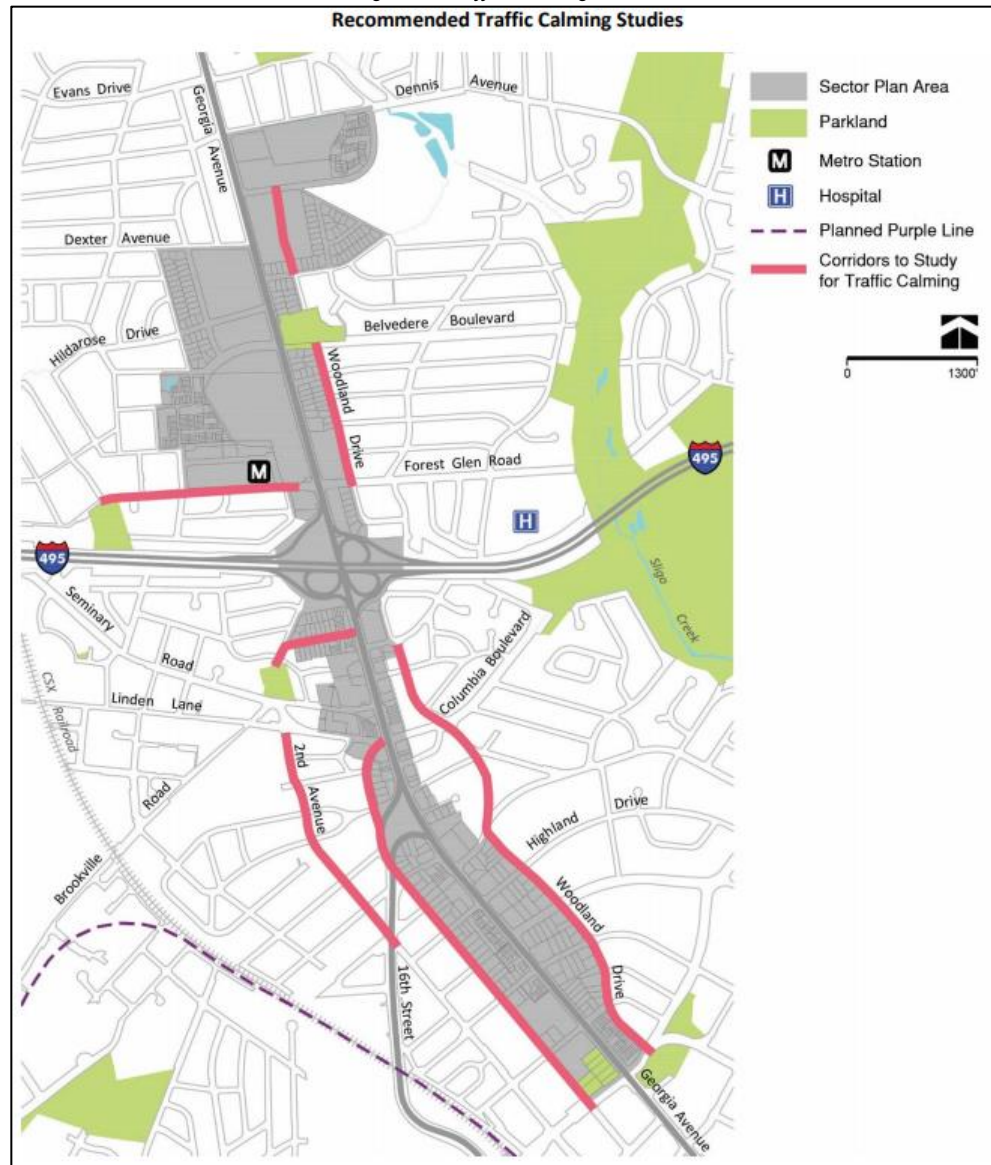 Recommended Traffic Calming Studies
Evans Drive
Georgia Avenue
Dennis Avenue
Sector Plan Area
Parkland
M
Metro Station
H
Hospital
Planned Purple Line
Corridors to Study
for Traffic Calming
0 1300'
Dexter Avenue
Hildarose Drive
Belvedere Boulevard
Woodland Drive
M
Forest Glen Road
495
H
495
Sligo Creek
Seminary Road
Columbia Boulevard
Linden Lane
CSX Railroad
2nd Avenue
Brookville Road
Highland Drive
Woodland Drive
16th Street
Georgia Avenue